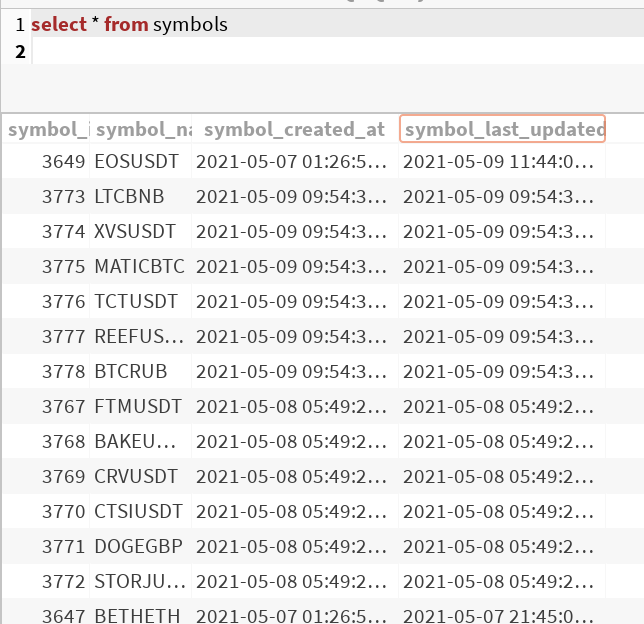 1 select * from symbols
2
symbol_i symbol_na symbol_created_at symbol_last_updated
3649 EOSUSDT 2021-05-07 01:26:5… 2021-05-09 11:44:0…
3773 LTCBNB 2021-05-09 09:54:3… 2021-05-09 09:54:3…
3774 XVSUSDT 2021-05-09 09:54:3… 2021-05-09 09:54:3…
3775 MATICBTC 2021-05-09 09:54:3… 2021-05-09 09:54:3…
3776 TCTUSDT 2021-05-09 09:54:3… 2021-05-09 09:54:3…
3777 REEFUS… 2021-05-09 09:54:3… 2021-05-09 09:54:3…
3778 BTCRUB 2021-05-09 09:54:3… 2021-05-09 09:54:3…
3767 FTMUSDT 2021-05-08 05:49:2… 2021-05-08 05:49:2…
3768 BAKEU… 2021-05-08 05:49:2… 2021-05-08 05:49:2…
3769 CRVUSDT 2021-05-08 05:49:2… 2021-05-08 05:49:2…
3770 CTSIUSDT 2021-05-08 05:49:2… 2021-05-08 05:49:2…
3771 DOGEGBP 2021-05-08 05:49:2… 2021-05-08 05:49:2…
3772 STORJU… 2021-05-08 05:49:2… 2021-05-08 05:49:2…
3647 BETHETH 2021-05-07 01:26:5… 2021-05-07 21:45:0…